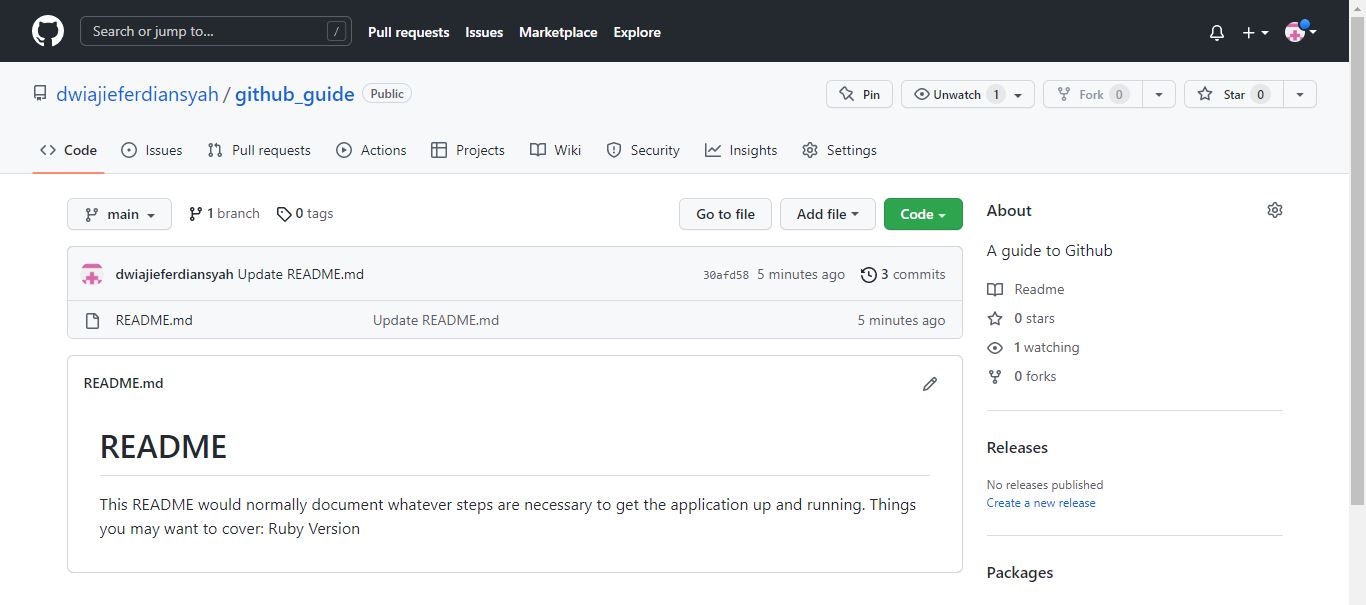 Search or jump to... / Pull requests Issues Marketplace Explore
dwiajieferdiansyah / github_guide Public Pin Unwatch 1 Fork 0 Star 0
Code Issues Pull requests Actions Projects Wiki Security Insights Settings
main 1 branch 0 tags Go to file Add file Code
dwiajieferdiansyah Update README.md 30afd58 5 minutes ago 3 commits
README.md Update README.md 5 minutes ago
README.md
README
This README would normally document whatever steps are necessary to get the application up and running. Things
you may want to cover: Ruby Version
About
A guide to Github
Readme
0 stars
1 watching
0 forks
Releases
No releases published
Create a new release
Packages